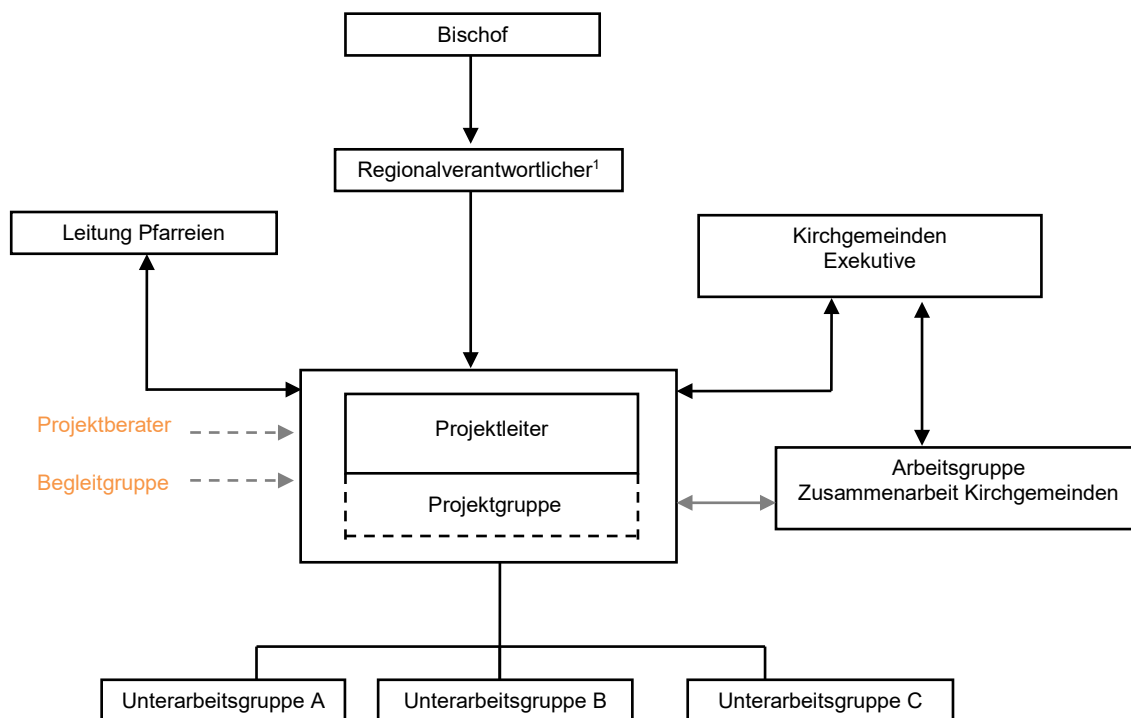 Bischof
Regionalverantwortlicher¹
Leitung Pfarreien
Kirchgemeinden
Exekutive
Projektberater
Projektleiter
Begleitgruppe
Projektgruppe
Arbeitsgruppe
Zusammenarbeit Kirchgemeinden
Unterarbeitsgruppe A
Unterarbeitsgruppe B
Unterarbeitsgruppe C